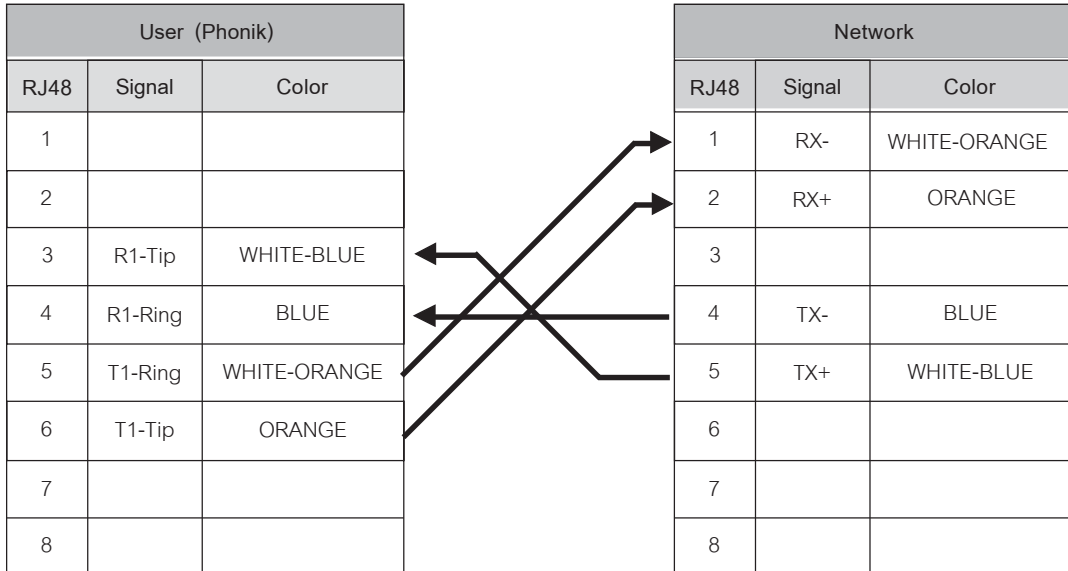 User (Phonik)
RJ48 Signal Color
1
2
3 R1-Tip WHITE-BLUE
4 R1-Ring BLUE
5 T1-Ring WHITE-ORANGE
6 T1-Tip ORANGE
7
8
Network
RJ48 Signal Color
1 RX- WHITE-ORANGE
2 RX+ ORANGE
3
4 TX- BLUE
5 TX+ WHITE-BLUE
6
7
8